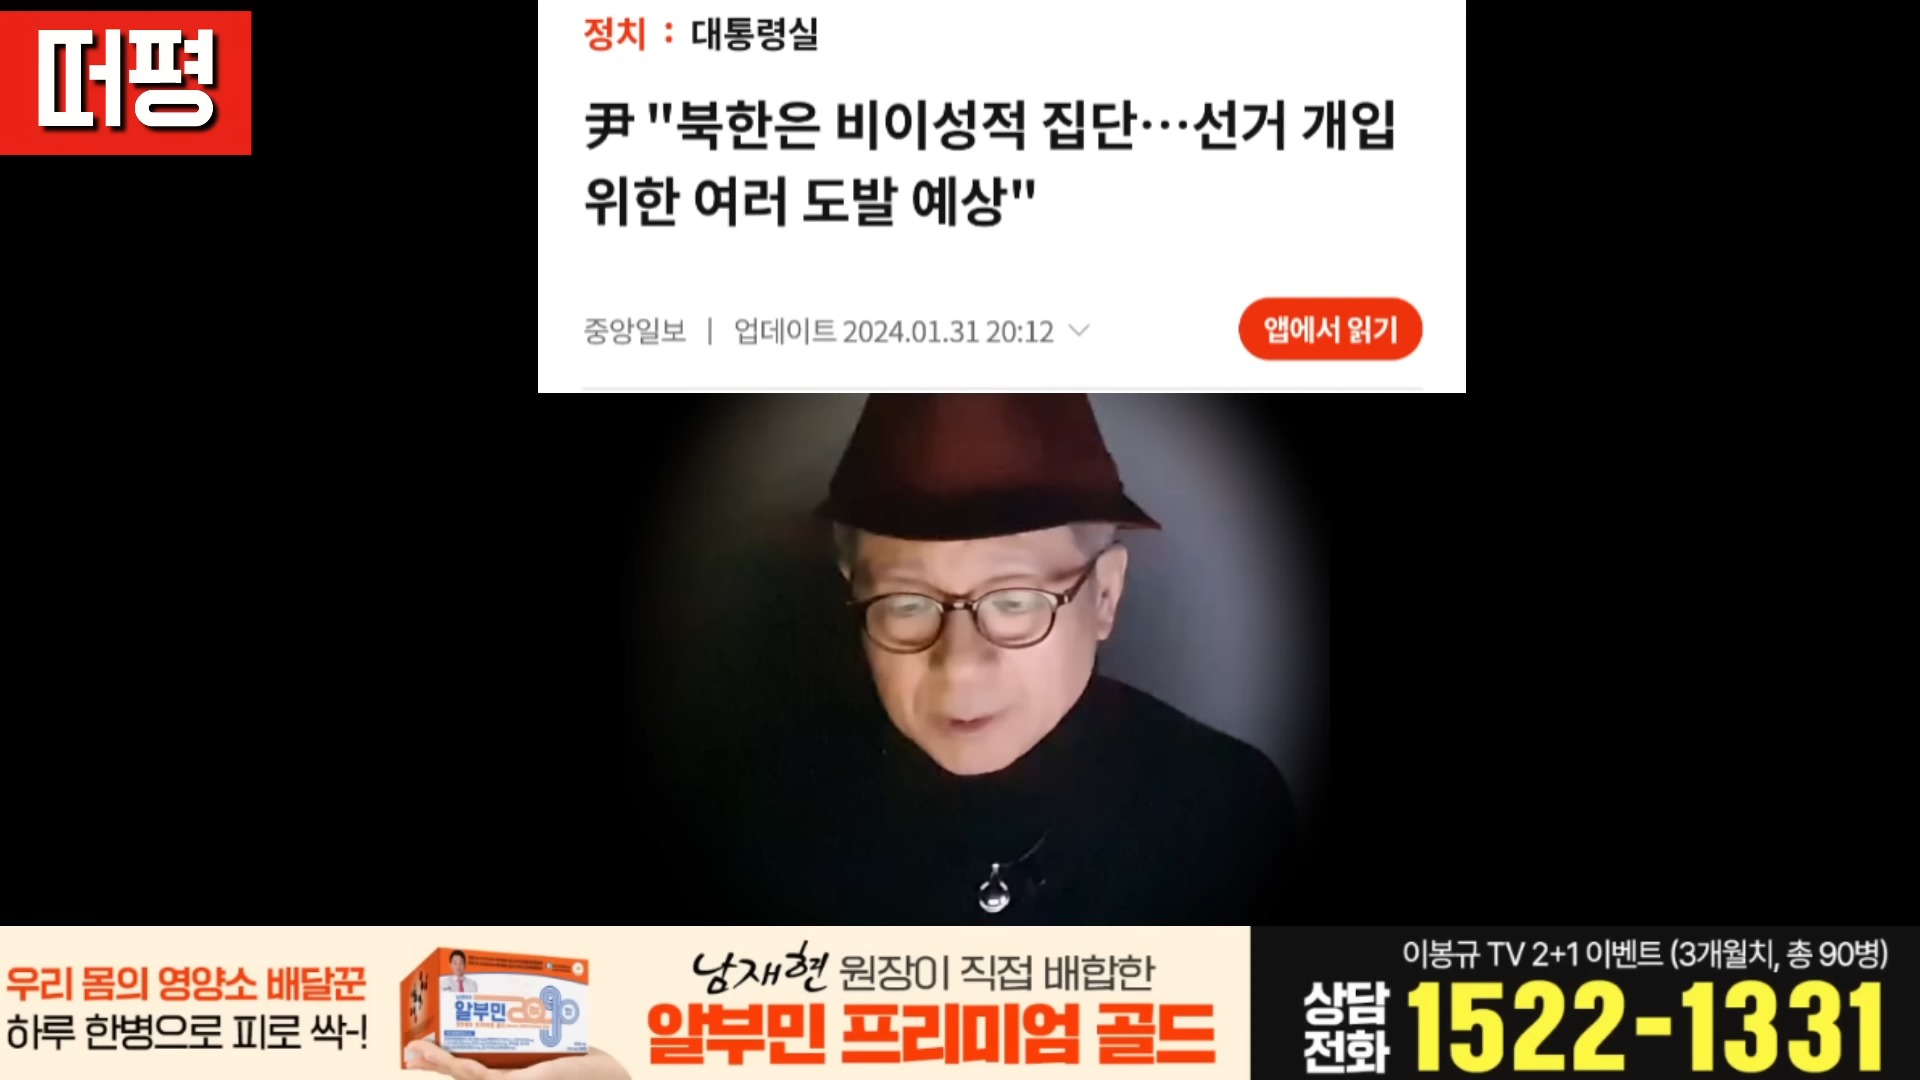 떠평
정치 : 대통령실
尹 "북한은 비이성적 집단…선거 개입
위한 여러 도발 예상"
중앙일보 | 업데이트 2024.01.31 20:12
앱에서 읽기
우리 몸의 영양소 배달꾼
하루 한병으로 피로 싹-!
알부민
남재현 원장이 직접 배합한
알부민 프리미엄 골드
이봉규 TV 2+1 이벤트 (3개월치, 총 90병)
상담
전화
1522-1331